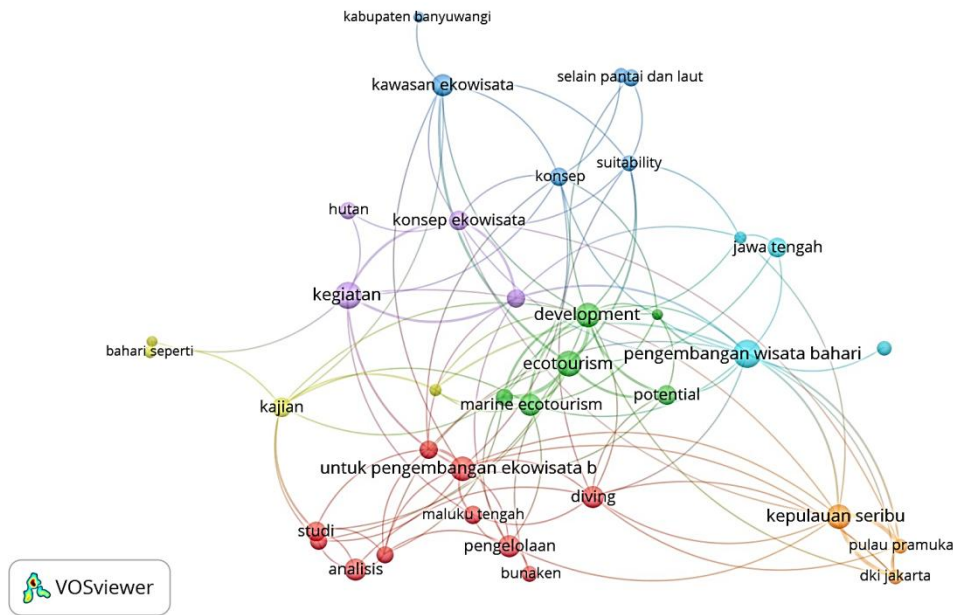 kabupaten banyuwangi
kawasan ekowisata
selain pantai dan laut
suitability
konsep
hutan
konsep ekowisata
jawa tengah
kegiatan
development
bahari seperti
pengembangan wisata bahari
ecotourism
potential
kajian
marine ecotourism
untuk pengembangan ekowisata b
diving
maluku tengah
kepulauan seribu
studi
pengelolaan
pulau pramuka
analisis
bunaken
dki jakarta
VOSviewer